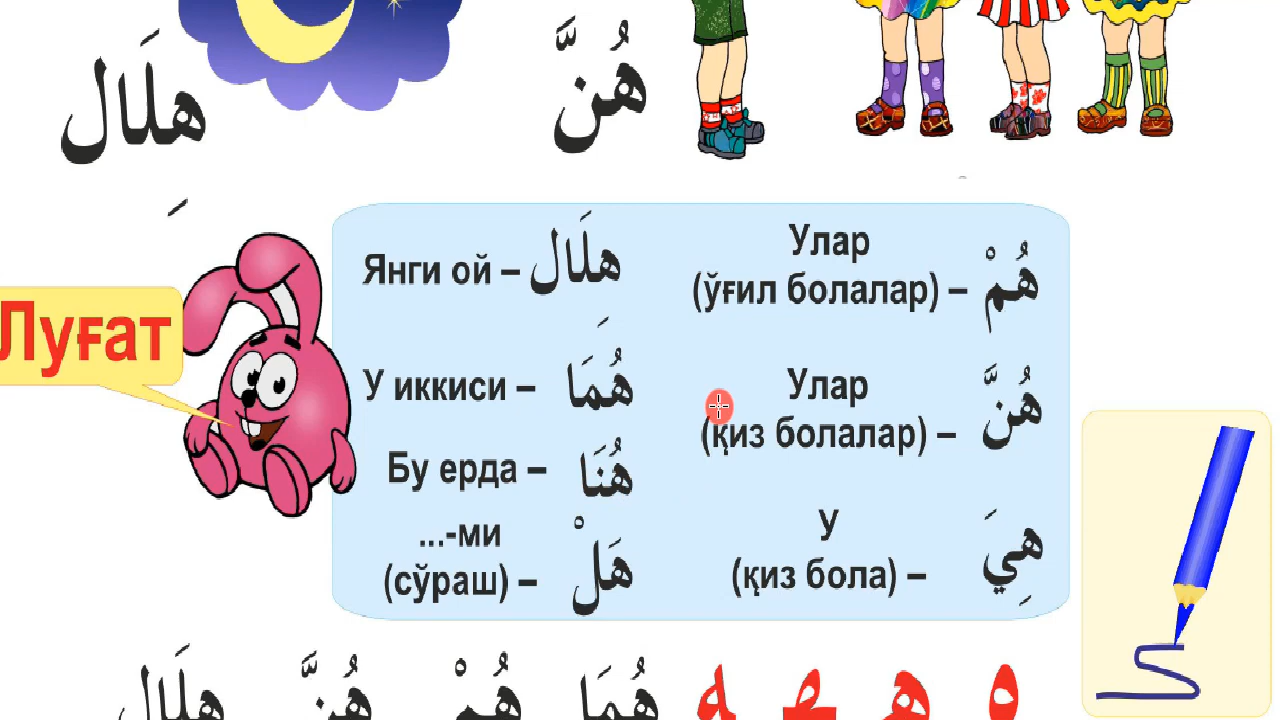 هِلَال
هُنَّ
Луғат
هُمْ – Улар
(ўғил болалар)
هِلَال – Янги ой
هُنَّ – Улар
(қиз болалар)
هُمَا – У иккиси
هُنَا – Бу ерда
هِيَ – У
(қиз бола)
هَلْ – ...-ми
(сўраш)
ه ـهـ هـ ـه هُمَا هُمْ هُنَّ هِلَال